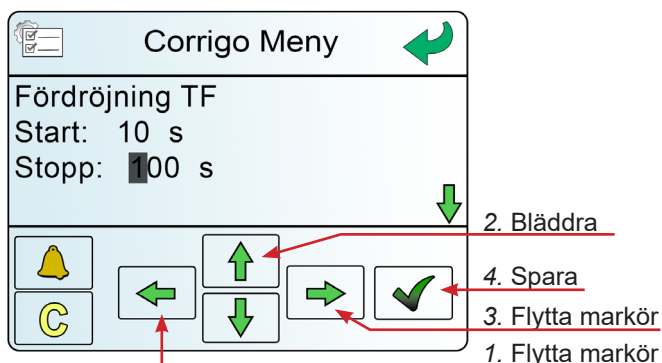 Corrigo Meny
Fördröjning TF
Start: 10 s
Stopp: 100 s
2. Bläddra
4. Spara
C
3. Flytta markör
1. Flytta markör